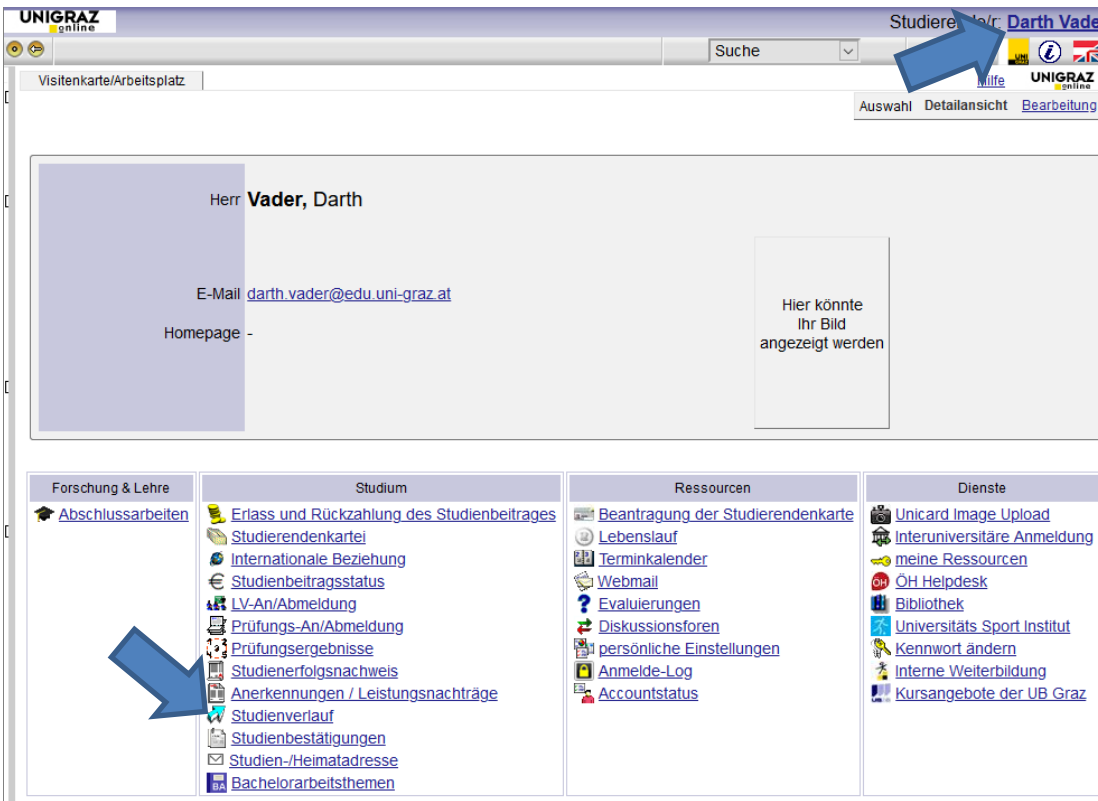 UNIGRAZ
online
Studierende/r: Darth Vade
Suche
Visitenkarte/Arbeitsplatz
Hilfe
UNIGRAZ
online
Auswahl Detailansicht Bearbeitung
Herr Vader, Darth
E-Mail darth.vader@edu.uni-graz.at
Homepage -
Hier könnte
Ihr Bild
angezeigt werden
Forschung & Lehre
Abschlussarbeiten
Studium
Erlass und Rückzahlung des Studienbeitrages
Studierendenkartei
Internationale Beziehung
Studienbeitragsstatus
LV-An/Abmeldung
Prüfungs-An/Abmeldung
Prüfungsergebnisse
Studienerfolgsnachweis
Anerkennungen / Leistungsnachträge
Studienverlauf
Studienbestätigungen
Studien-/Heimatadresse
BA Bachelorarbeitsthemen
Ressourcen
Beantragung der Studierendenkarte
Lebenslauf
Terminkalender
Webmail
Evaluierungen
Diskussionsforen
persönliche Einstellungen
Anmelde-Log
Accountstatus
Dienste
Unicard Image Upload
Interuniversitäre Anmeldung
meine Ressourcen
ÖH ÖH Helpdesk
Bibliothek
Universitäts Sport Institut
Kennwort ändern
Interne Weiterbildung
Kursangebote der UB Graz